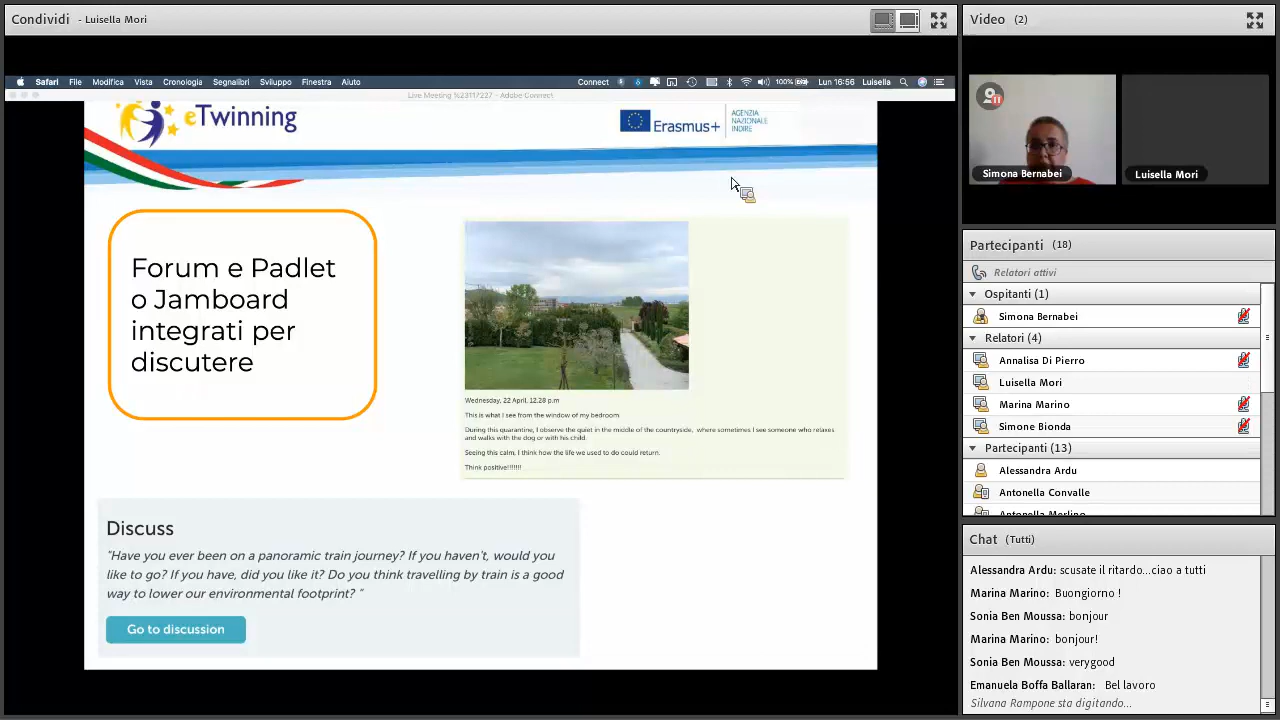 Condividi - Luisella Mori
Safari File Modifica Vista Cronologia Segnalibri Sviluppo Finestra Aiuto
Connect 100% Lun 16:56 Luisella
Live Meeting %23117227 - Adobe Connect
eTwinning
Erasmus+
AGENZIA
NAZIONALE
INDIRE
Forum e Padlet
o Jamboard
integrati per
discutere
Wednesday, 22 April, 12.28 p.m
This is what I see from the window of my bedroom
During this quarantine, I observe the quiet in the middle of the countryside, where sometimes I see someone who relaxes
and walks with the dog or with his child.
Seeing this calm, I think how the life we used to do could return.
Think positive!!!!!!!
Discuss
"Have you ever been on a panoramic train journey? If you haven't, would you
like to go? If you have, did you like it? Do you think travelling by train is a good
way to lower our environmental footprint? "
Go to discussion
Video (2)
Simona Bernabei
Luisella Mori
Partecipanti (18)
Relatori attivi
Ospitanti (1)
Simona Bernabei
Relatori (4)
Annalisa Di Pierro
Luisella Mori
Marina Marino
Simone Bionda
Partecipanti (13)
Alessandra Ardu
Antonella Convalle
Antonella Merlino
Chat (Tutti)
Alessandra Ardu: scusate il ritardo...ciao a tutti
Marina Marino: Buongiorno !
Sonia Ben Moussa: bonjour
Marina Marino: bonjour!
Sonia Ben Moussa: verygood
Emanuela Boffa Ballaran: Bel lavoro
Silvana Rampone sta digitando...